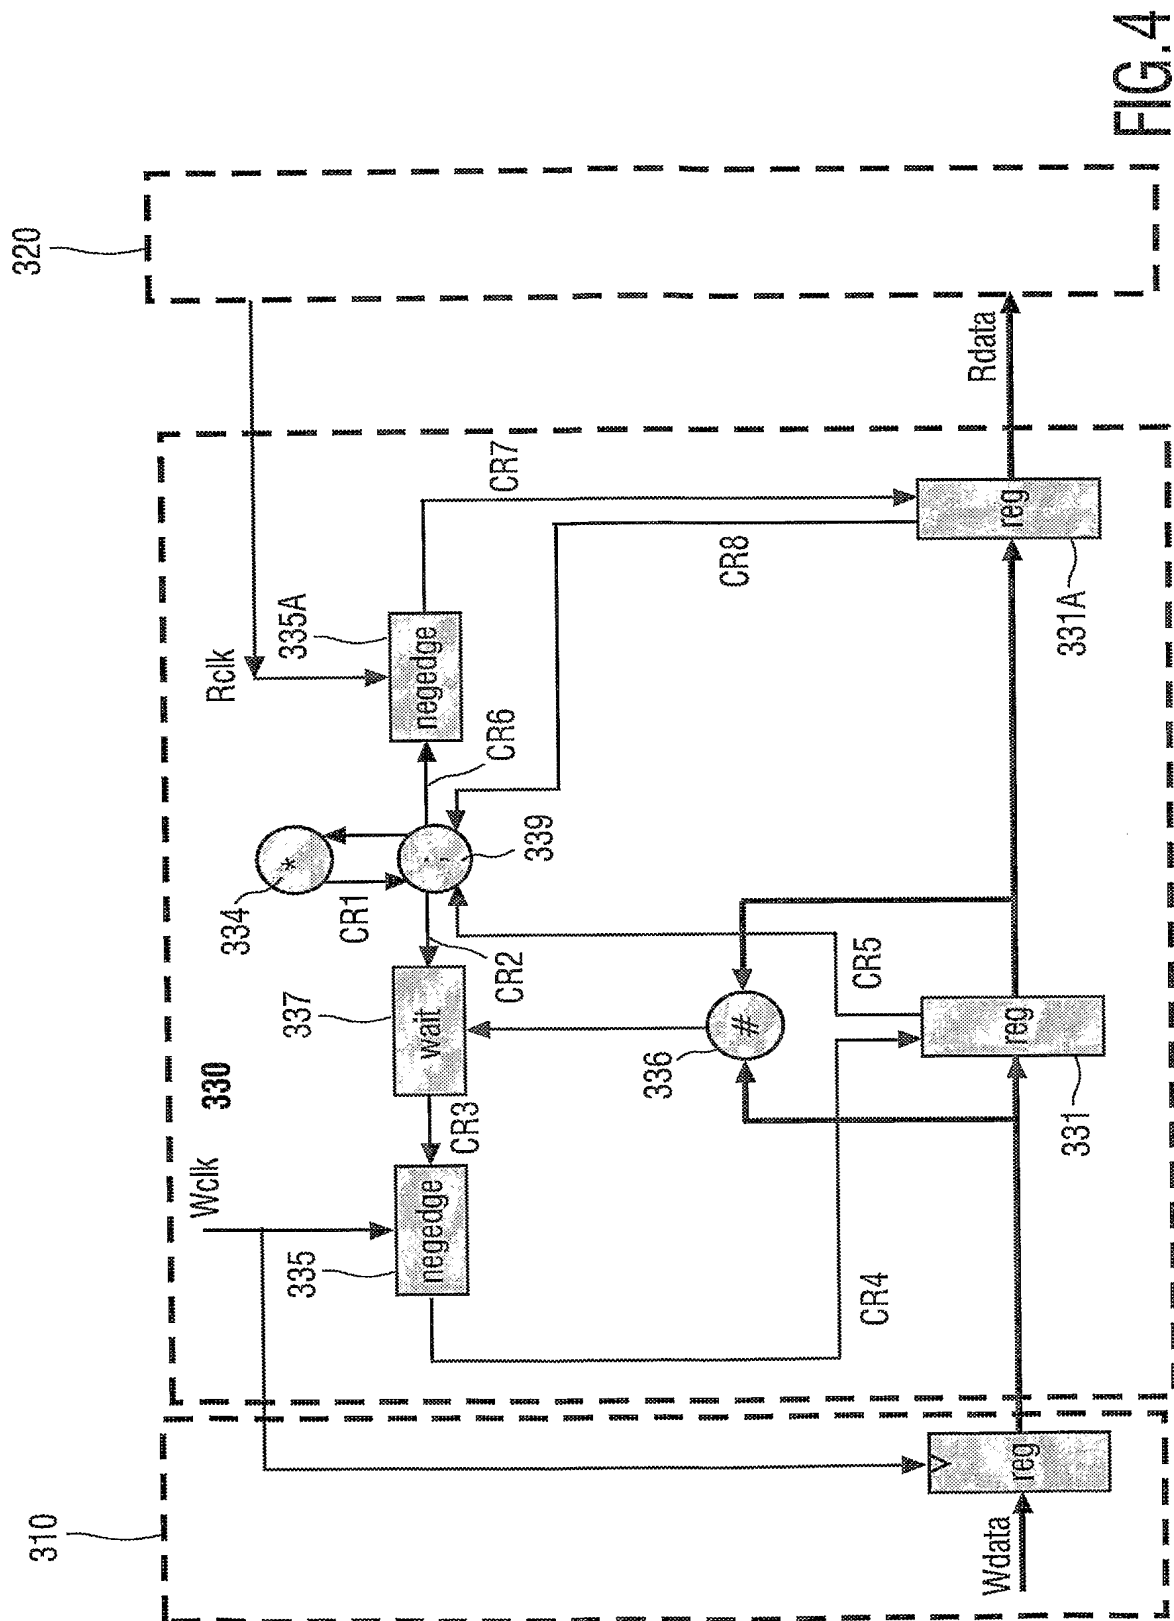 310
320
Wclk
330
Rclk
334
*
335
negedge
337
wait
CR1
;
339
335A
negedge
CR3
CR2
CR6
CR7
336
#
CR4
CR5
CR8
Wdata
reg
331
reg
331A
reg
Rdata
FIG. 4